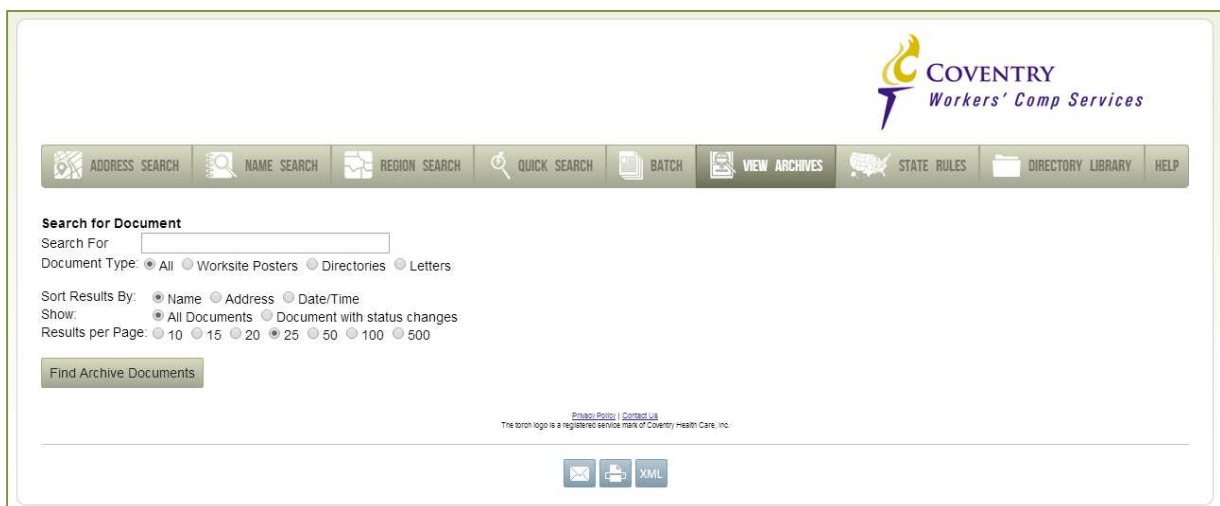 COVENTRY
Workers' Comp Services
ADDRESS SEARCH NAME SEARCH REGION SEARCH QUICK SEARCH BATCH VIEW ARCHIVES STATE RULES DIRECTORY LIBRARY HELP
Search for Document
Search For
Document Type: All Worksite Posters Directories Letters
Sort Results By: Name Address Date/Time
Show: All Documents Document with status changes
Results per Page: 10 15 20 25 50 100 500
Find Archive Documents
Privacy Policy | Contact Us
The torch logo is a registered service mark of Coventry Health Care, Inc.
XML